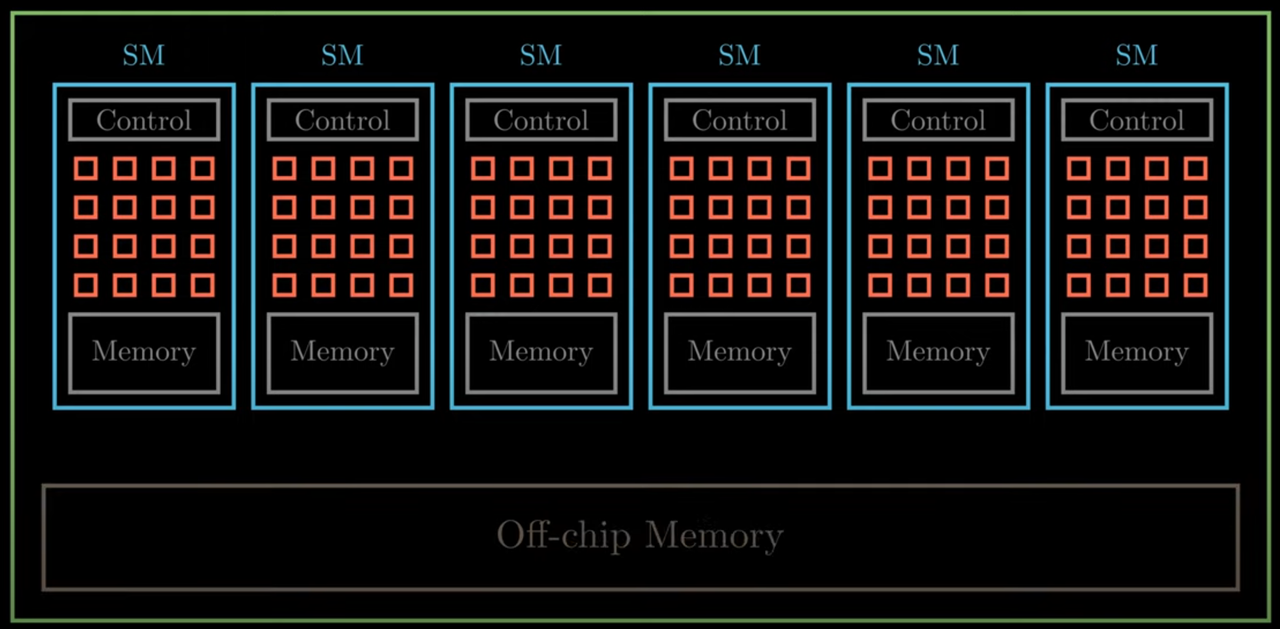 SM SM SM SM SM SM
Control Control Control Control Control Control
Memory Memory Memory Memory Memory Memory
Off-chip Memory